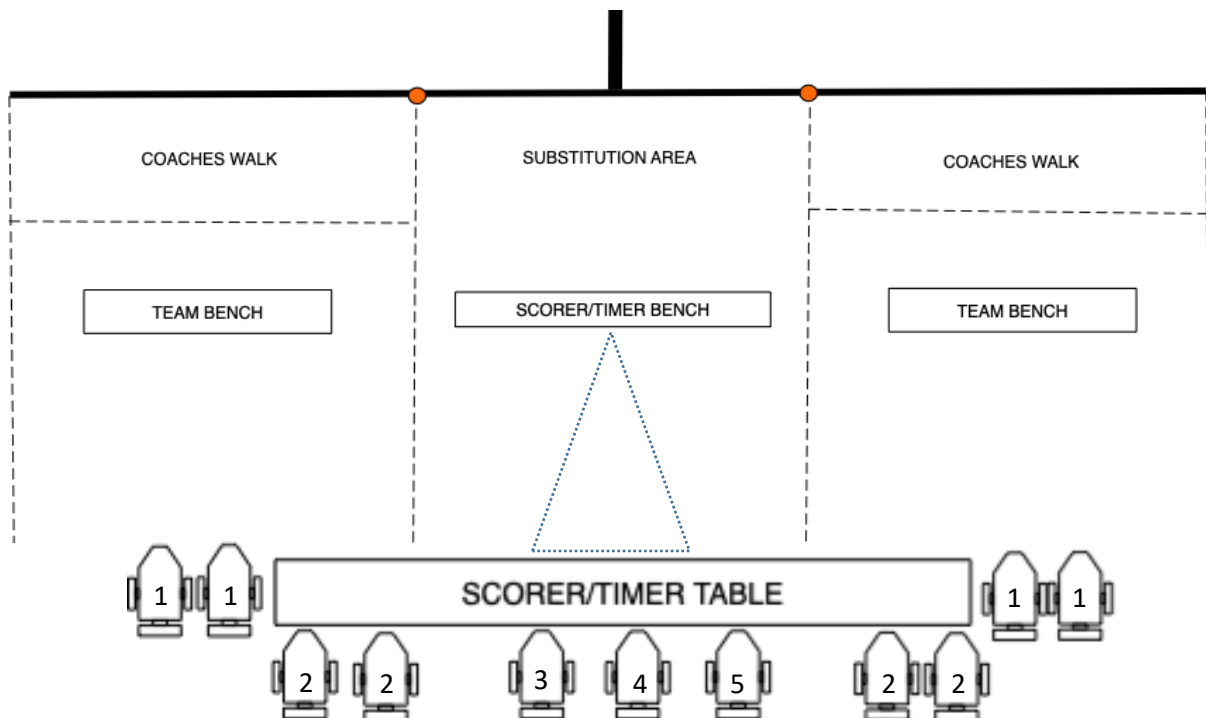 COACHES WALK
SUBSTITUTION AREA
COACHES WALK
TEAM BENCH
SCORER/TIMER BENCH
TEAM BENCH
1 1
SCORER/TIMER TABLE
1 1
2 2 3 4 5 2 2